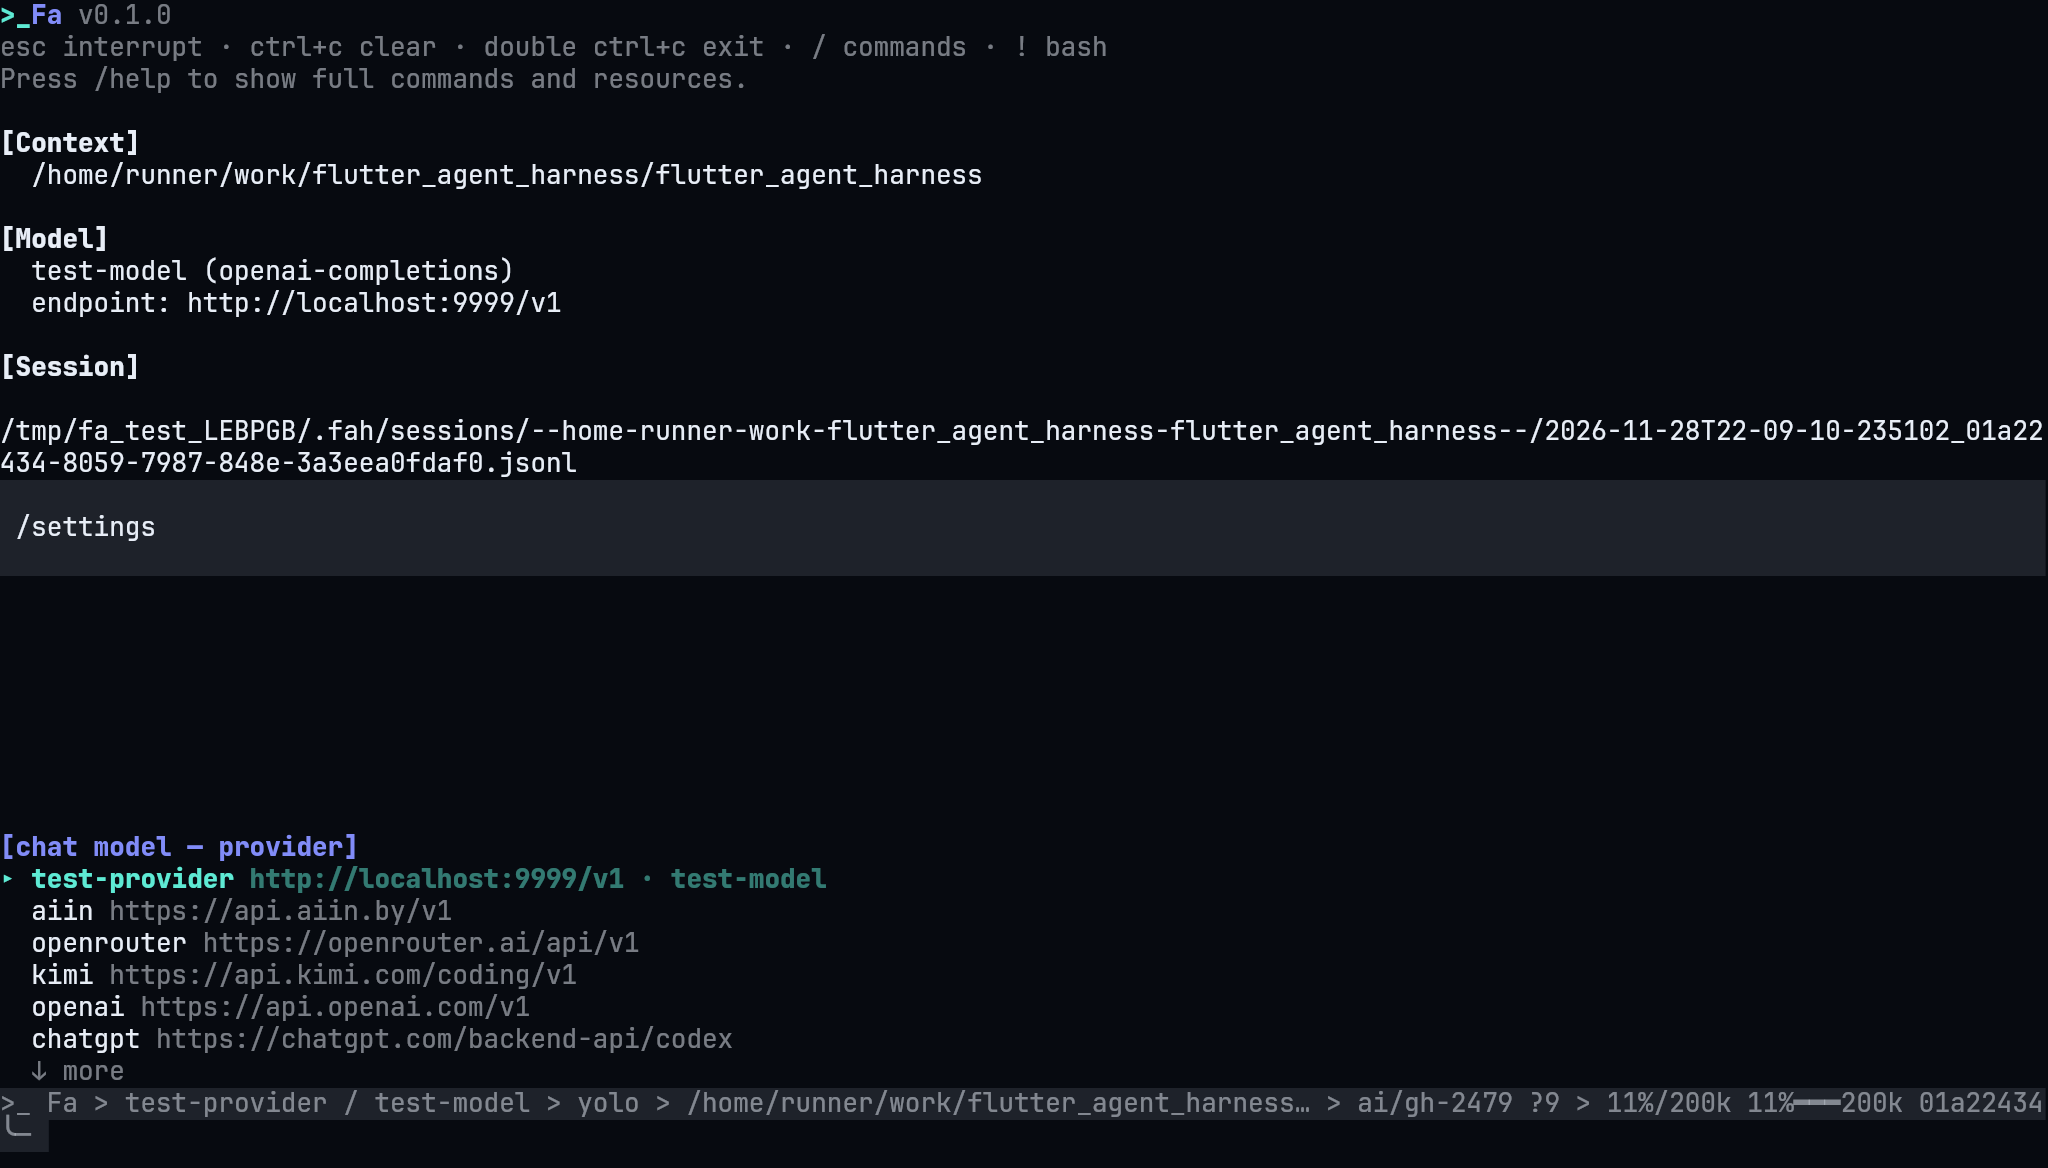 >_Fa v0.1.0
esc interrupt · ctrl+c clear · double ctrl+c exit · / commands · ! bash
Press /help to show full commands and resources.
[Context]
/home/runner/work/flutter_agent_harness/flutter_agent_harness
[Model]
test-model (openai-completions)
endpoint: http://localhost:9999/v1
[Session]
/tmp/fa_test_LEBPGB/.fah/sessions/--home-runner-work-flutter_agent_harness-flutter_agent_harness--/2026-11-28T22-09-10-235102_01a22
434-8059-7987-848e-3a3eea0fdaf0.jsonl
/settings
[chat model — provider]
▸ test-provider http://localhost:9999/v1 · test-model
aiin https://api.aiin.by/v1
openrouter https://openrouter.ai/api/v1
kimi https://api.kimi.com/coding/v1
openai https://api.openai.com/v1
chatgpt https://chatgpt.com/backend-api/codex
↓ more
>_ Fa > test-provider / test-model > yolo > /home/runner/work/flutter_agent_harness… > ai/gh-2479 ?9 > 11%/200k 11%━━━200k 01a22434